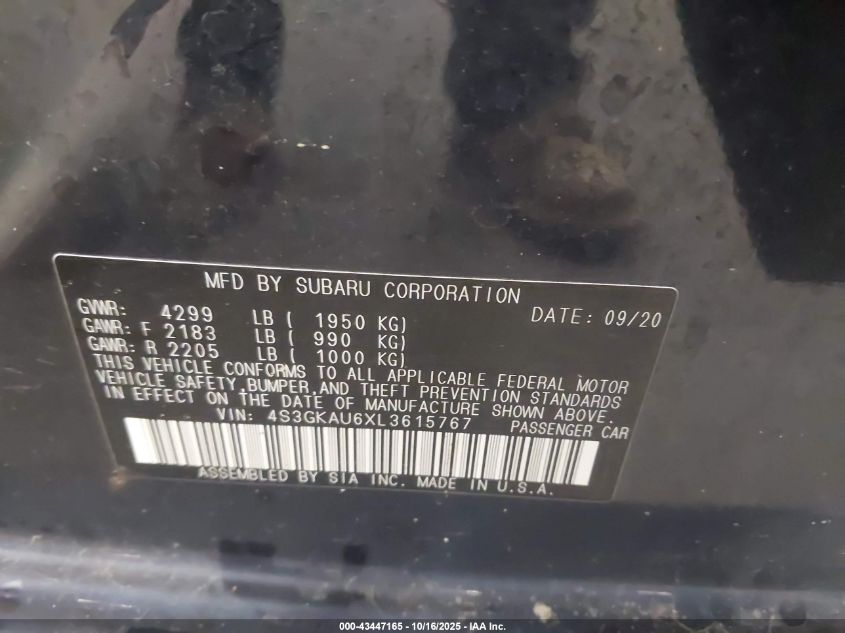 MFD BY SUBARU CORPORATION
GVWR: 4299 LB ( 1950 KG) DATE: 09/20
GAWR: F 2183 LB ( 990 KG)
GAWR: R 2205 LB ( 1000 KG)
THIS VEHICLE CONFORMS TO ALL APPLICABLE FEDERAL MOTOR
VEHICLE SAFETY,BUMPER,AND THEFT PREVENTION STANDARDS
IN EFFECT ON THE DATE OF MANUFACTURE SHOWN ABOVE.
VIN: 4S3GKAU6XL3615767 PASSENGER CAR
ASSEMBLED BY SIA INC. MADE IN U.S.A.
000-43447165 - 10/16/2025 - IAA Inc.